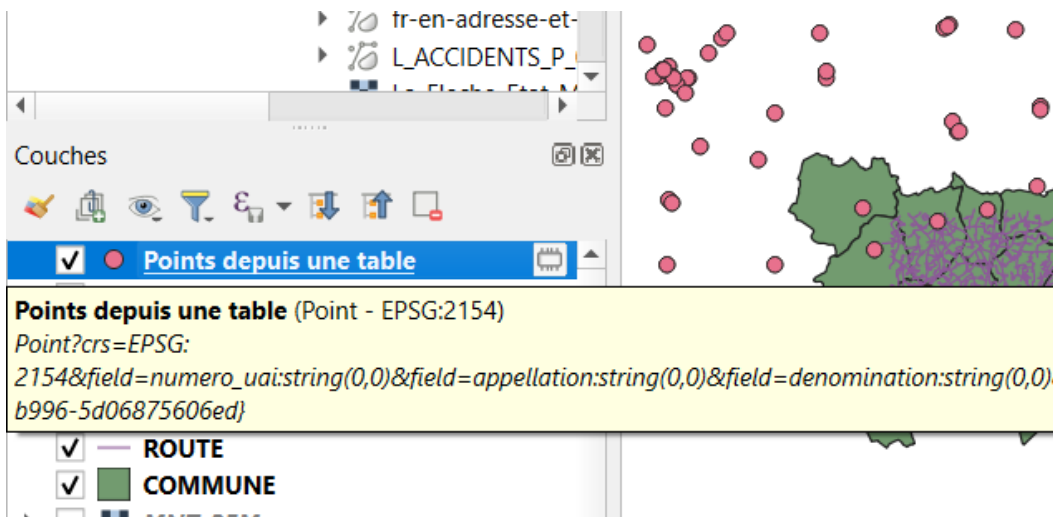 fr-en-adresse-et-
L_ACCIDENTS_P_
Couches
Points depuis une table
Points depuis une table (Point - EPSG:2154)
Point?crs=EPSG:
2154&field=numero_uai:string(0,0)&field=appellation:string(0,0)&field=denomination:string(0,0)
b996-5d06875606ed}
ROUTE
COMMUNE